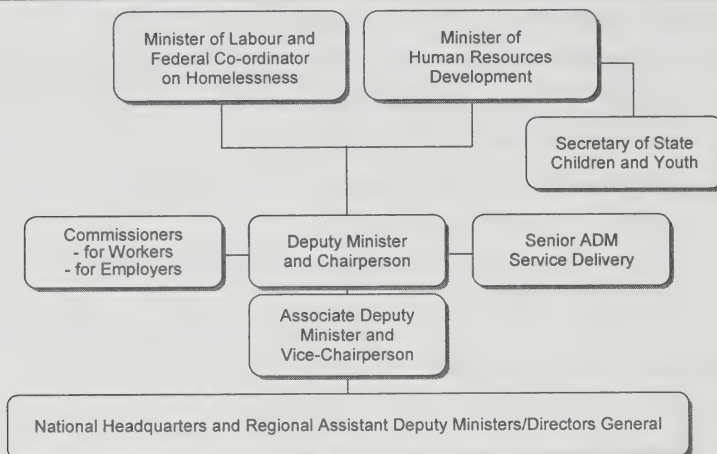 Minister of Labour and
Federal Co-ordinator
on Homelessness
Minister of
Human Resources
Development
Secretary of State
Children and Youth
Commissioners
- for Workers
- for Employers
Deputy Minister
and Chairperson
Senior ADM
Service Delivery
Associate Deputy
Minister and
Vice-Chairperson
National Headquarters and Regional Assistant Deputy Ministers/Directors General